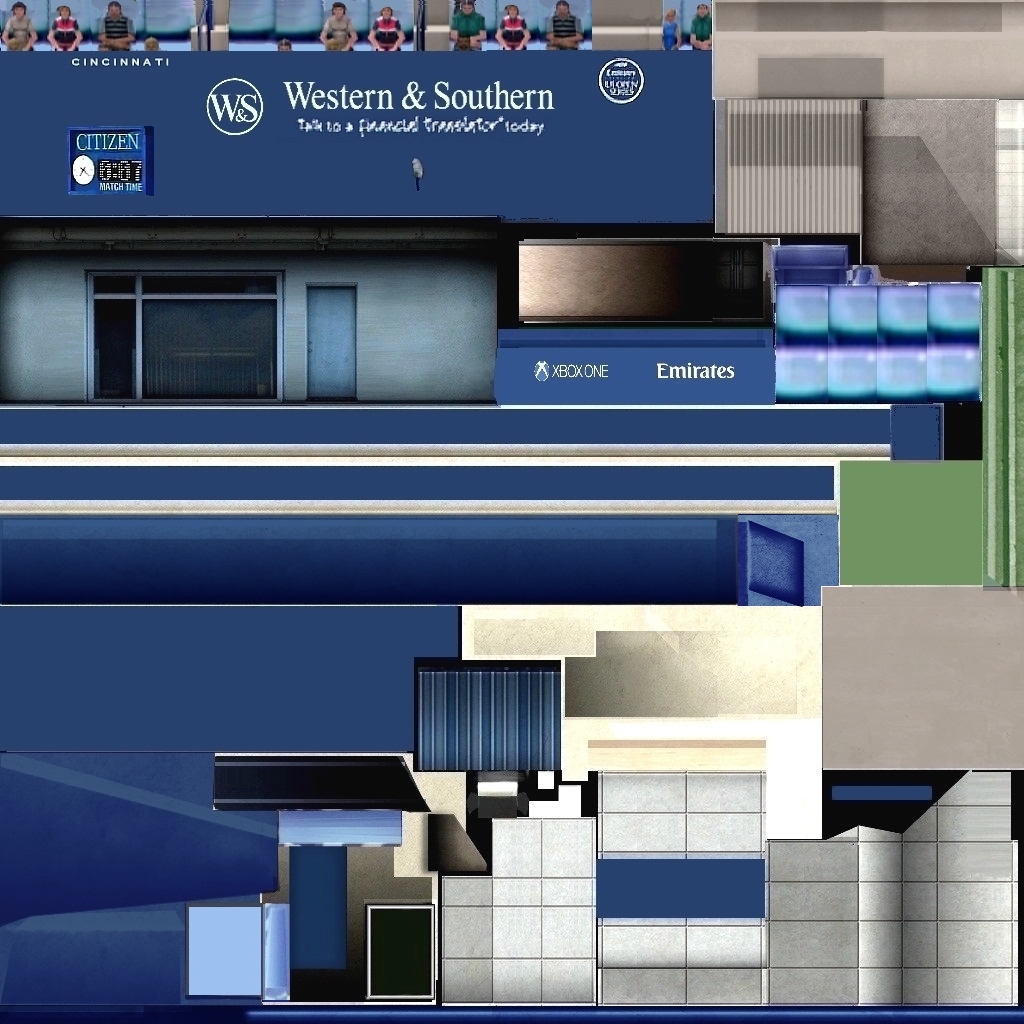 CINCINNATI
W&S
Western & Southern
Talk to a financial translator® today
CITIZEN
0:07
MATCH TIME
XBOX ONE
Emirates